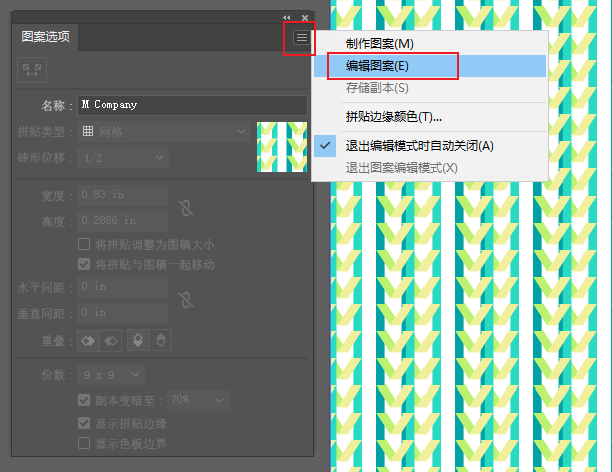 图案选项
制作图案(M)
编辑图案(E)
存储副本(S)
拼贴边缘颜色(T)...
退出编辑模式时自动关闭(A)
退出图案编辑模式(X)
名称： M Company
拼贴类型： 网格
砖形位移： 1/2
宽度： 0.83 in
高度： 0.2886 in
将拼贴调整为图稿大小
将拼贴与图稿一起移动
水平间距： 0 in
垂直间距： 0 in
重叠：
份数： 9 x 9
副本变暗至： 70%
显示拼贴边缘
显示色板边界